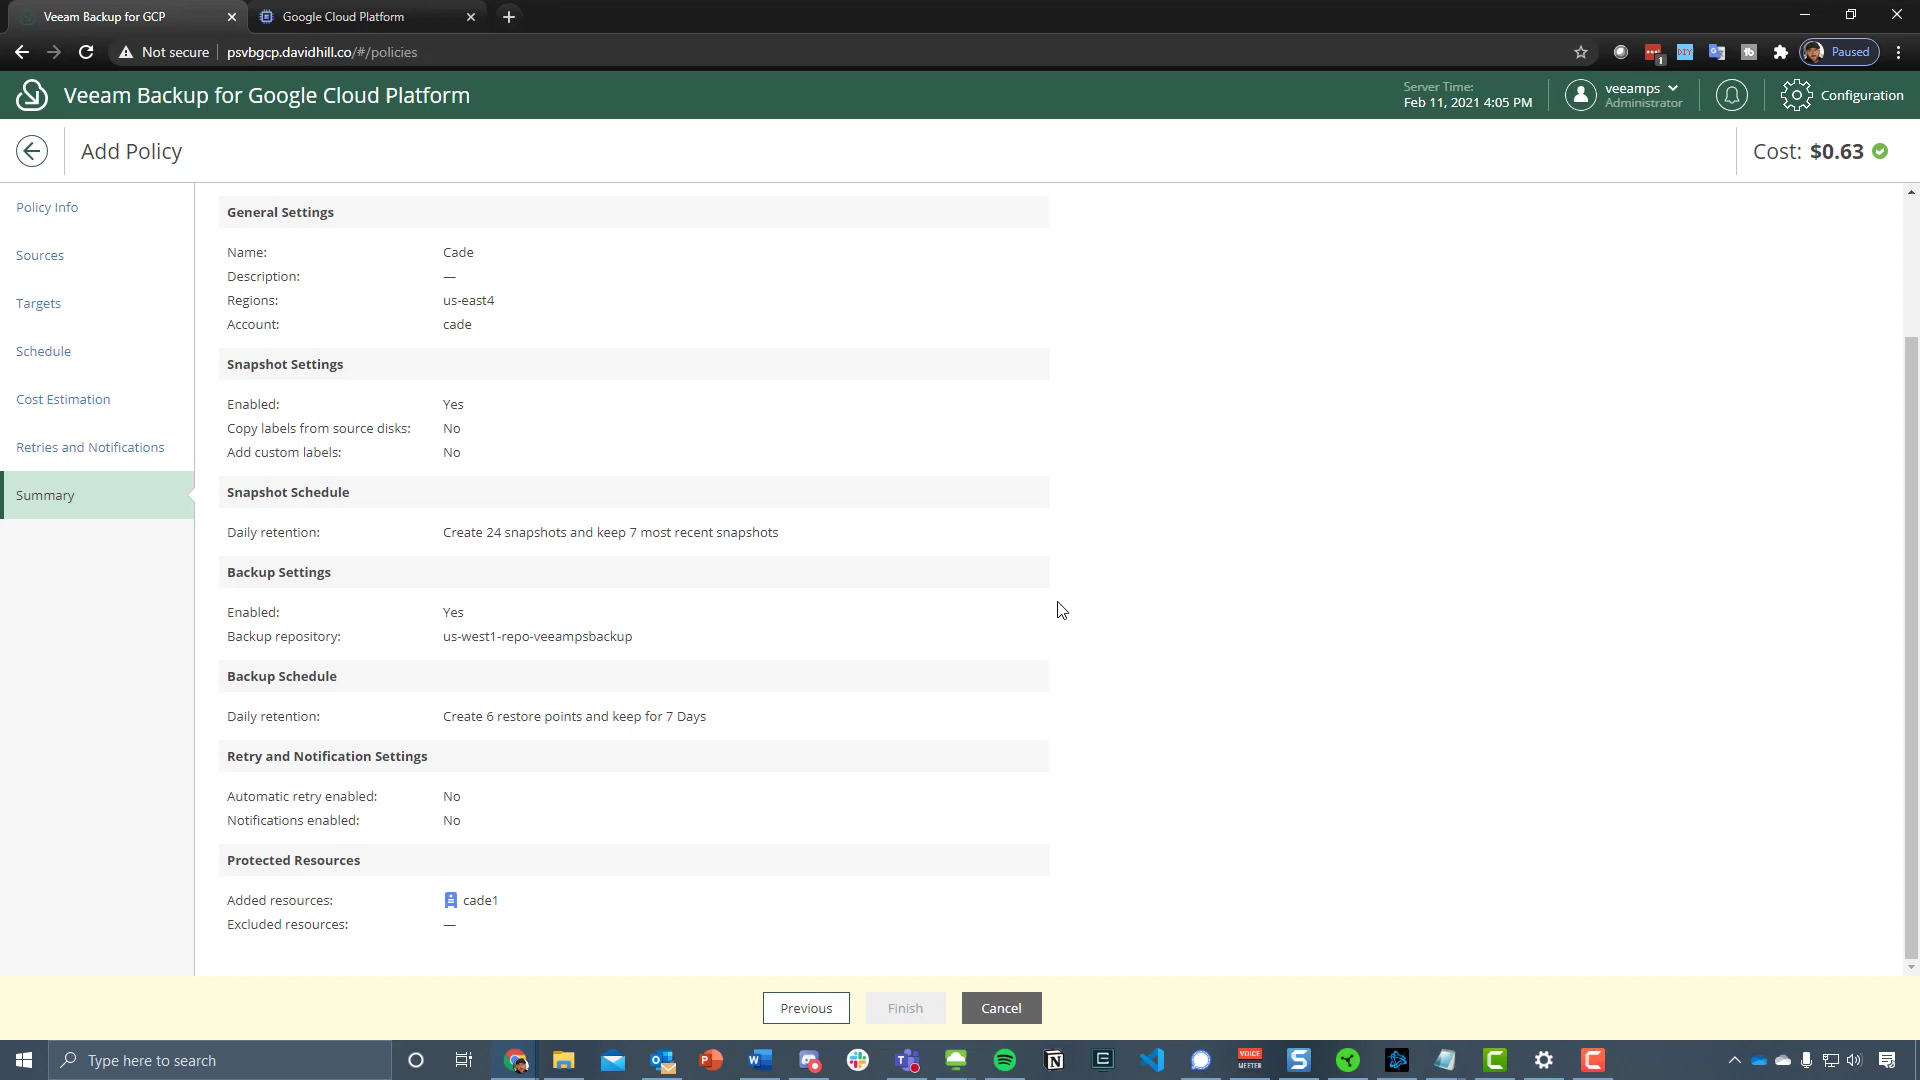 Veeam Backup for GCP
Google Cloud Platform
Not secure
psvbgcp.davidhill.co/#/policies
1
DIY
Paused
Veeam Backup for Google Cloud Platform
Server Time:
Feb 11, 2021 4:05 PM
veeamps
Administrator
Configuration
Add Policy
Cost: $0.63
Policy Info
Sources
Targets
Schedule
Cost Estimation
Retries and Notifications
Summary
General Settings
Name: Cade
Description: —
Regions: us-east4
Account: cade
Snapshot Settings
Enabled: Yes
Copy labels from source disks: No
Add custom labels: No
Snapshot Schedule
Daily retention: Create 24 snapshots and keep 7 most recent snapshots
Backup Settings
Enabled: Yes
Backup repository: us-west1-repo-veeampsbackup
Backup Schedule
Daily retention: Create 6 restore points and keep for 7 Days
Retry and Notification Settings
Automatic retry enabled: No
Notifications enabled: No
Protected Resources
Added resources: cade1
Excluded resources: —
Previous
Finish
Cancel
Type here to search
VOICE
MEETER